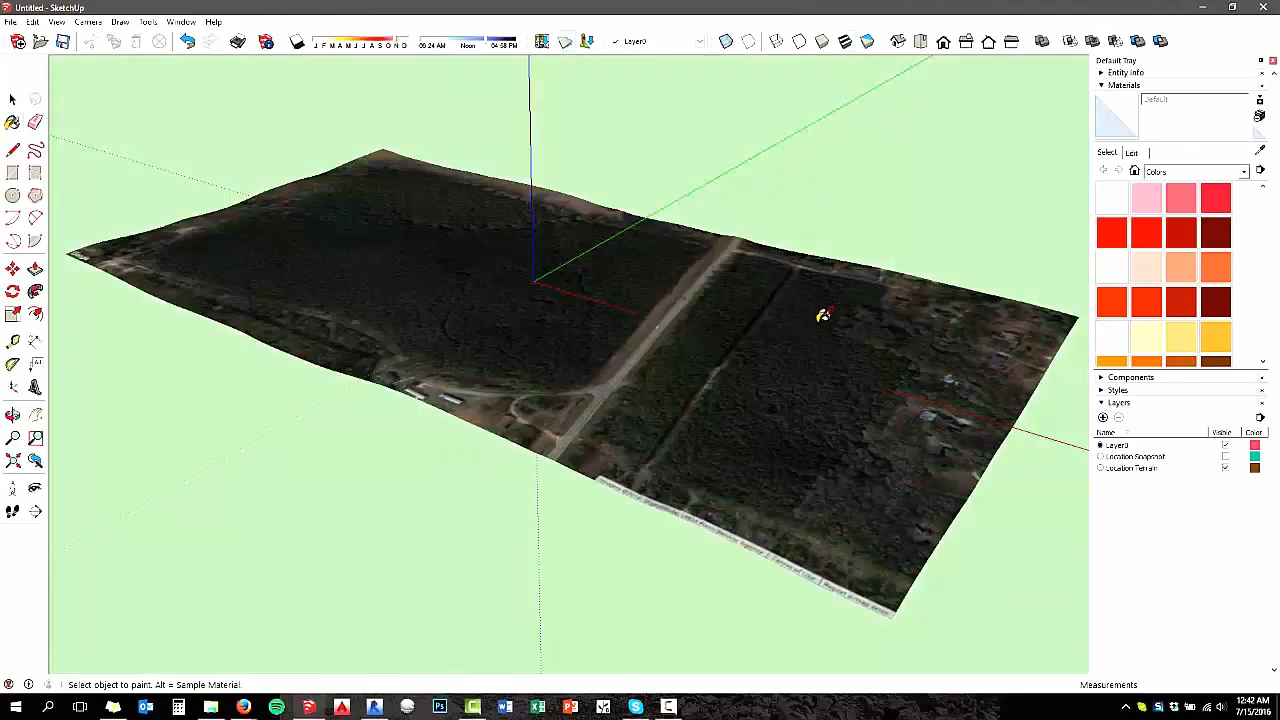 Untitled - SketchUp
File Edit View Camera Draw Tools Window Help
J F M A M J J A S O N D
09:24 AM Noon 04:58 PM
Layer0
Default Tray
Entity Info
Materials
Default
Select Edit
Colors
Components
Styles
Layers
Name Visible Color
Layer0
Location Snapshot
Location Terrain
Select object to paint. Alt = Sample Material.
Measurements
12:42 AM
7/15/2016